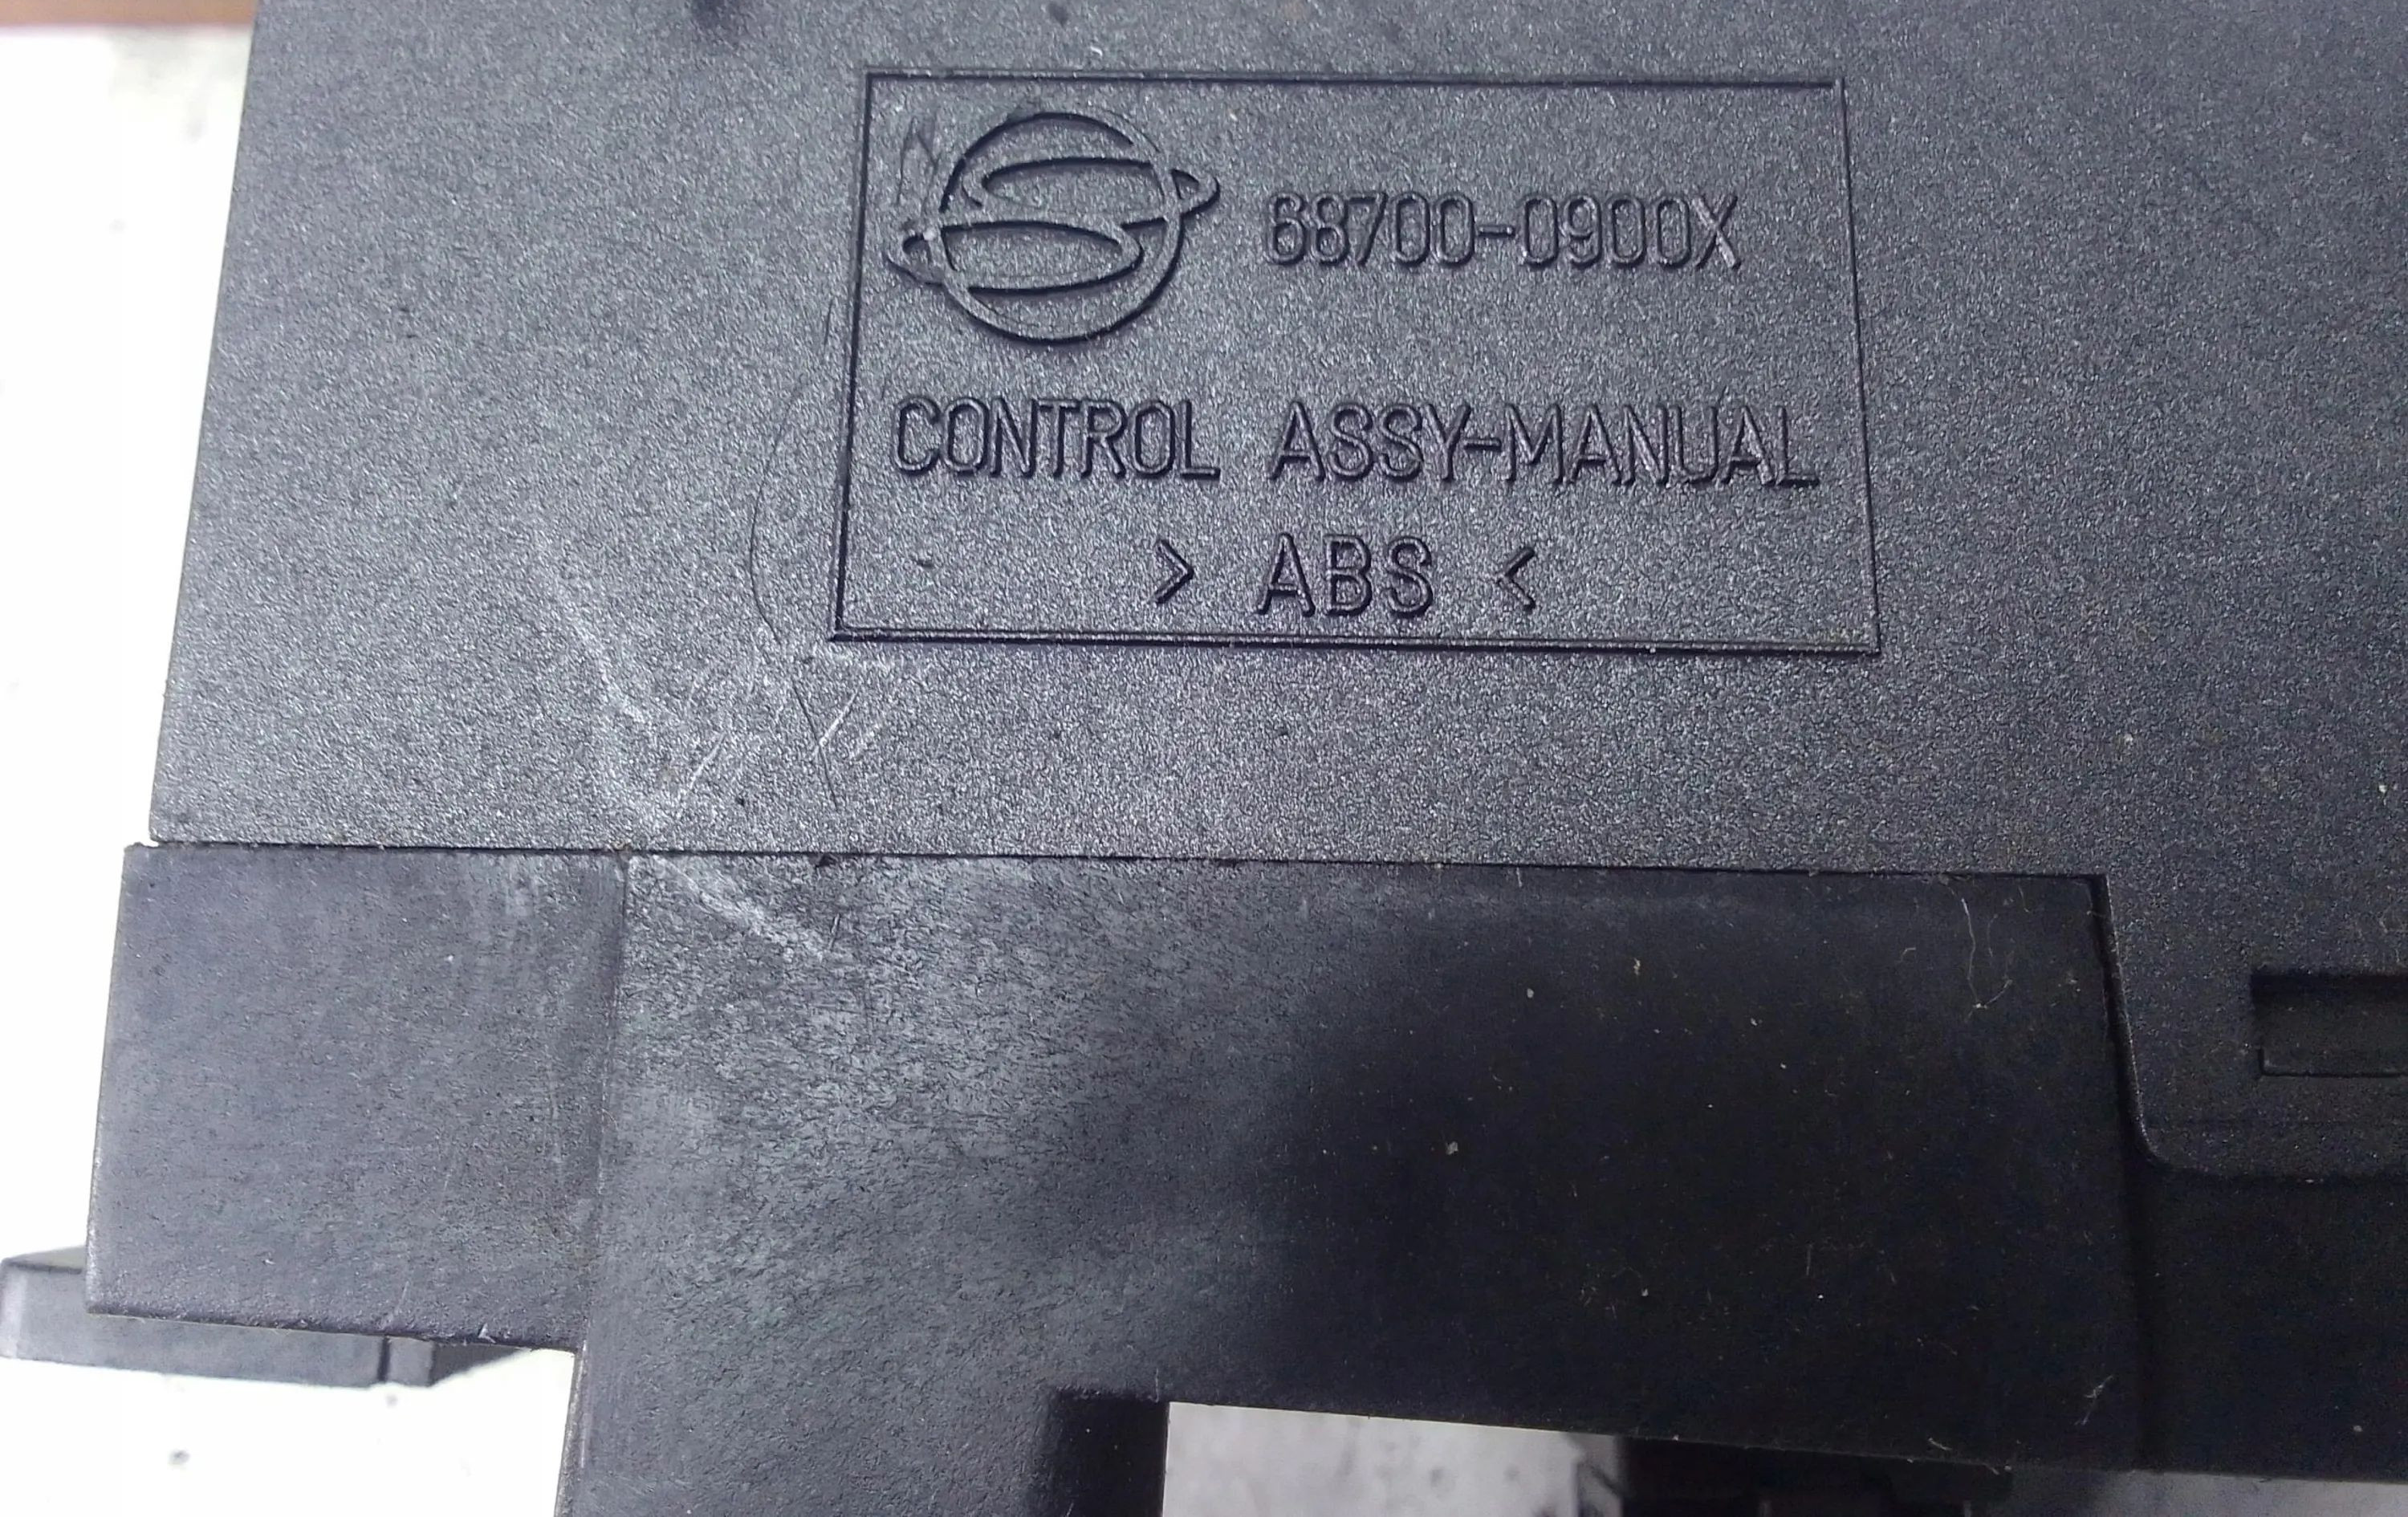 68700-0900X
CONTROL ASSY-MANUAL
> ABS <